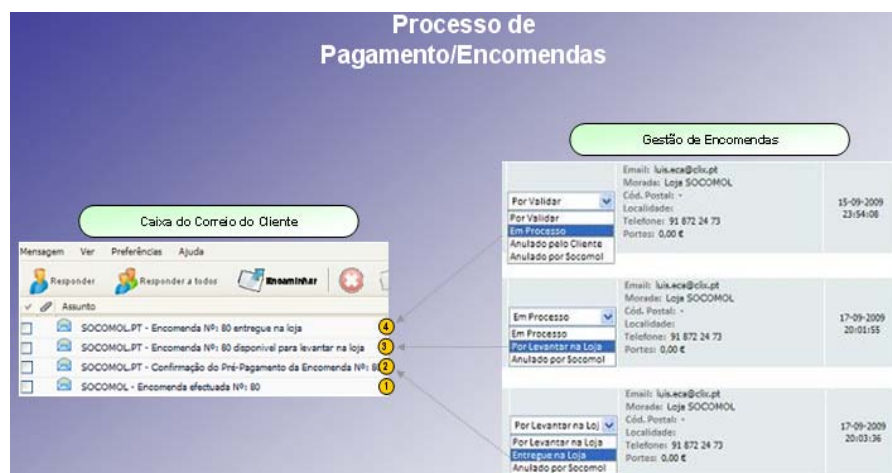 Processo de
Pagamento/Encomendas
Gestão de Encomendas
Por Validar
Por Validar
Em Processo
Anulado pelo Cliente
Anulado por Socomol
Email: luis.eca@clix.pt
Morada: Loja SOCOMOL
Cód. Postal: -
Localidade:
Telefone: 91 872 24 73
Portes: 0,00 €
15-09-2009
23:54:08
Caixa do Correio do Cliente
Mensagem Ver Preferências Ajuda
Responder Responder a todos Encaminhar
Assunto
SOCOMOL.PT - Encomenda Nº: 80 entregue na loja 4
SOCOMOL.PT - Encomenda Nº: 80 disponivel para levantar na loja 3
SOCOMOL.PT - Confirmação do Pré-Pagamento da Encomenda Nº: 80 2
SOCOMOL - Encomenda efectuada Nº: 80 1
Em Processo
Em Processo
Por Levantar na Loja
Anulado por Socomol
Email: luis.eca@clix.pt
Morada: Loja SOCOMOL
Cód. Postal: -
Localidade:
Telefone: 91 872 24 73
Portes: 0,00 €
17-09-2009
20:01:55
Por Levantar na Loj
Por Levantar na Loja
Entregue na Loja
Anulado por Socomol
Email: luis.eca@clix.pt
Morada: Loja SOCOMOL
Cód. Postal: -
Localidade:
Telefone: 91 872 24 73
Portes: 0,00 €
17-09-2009
20:03:36